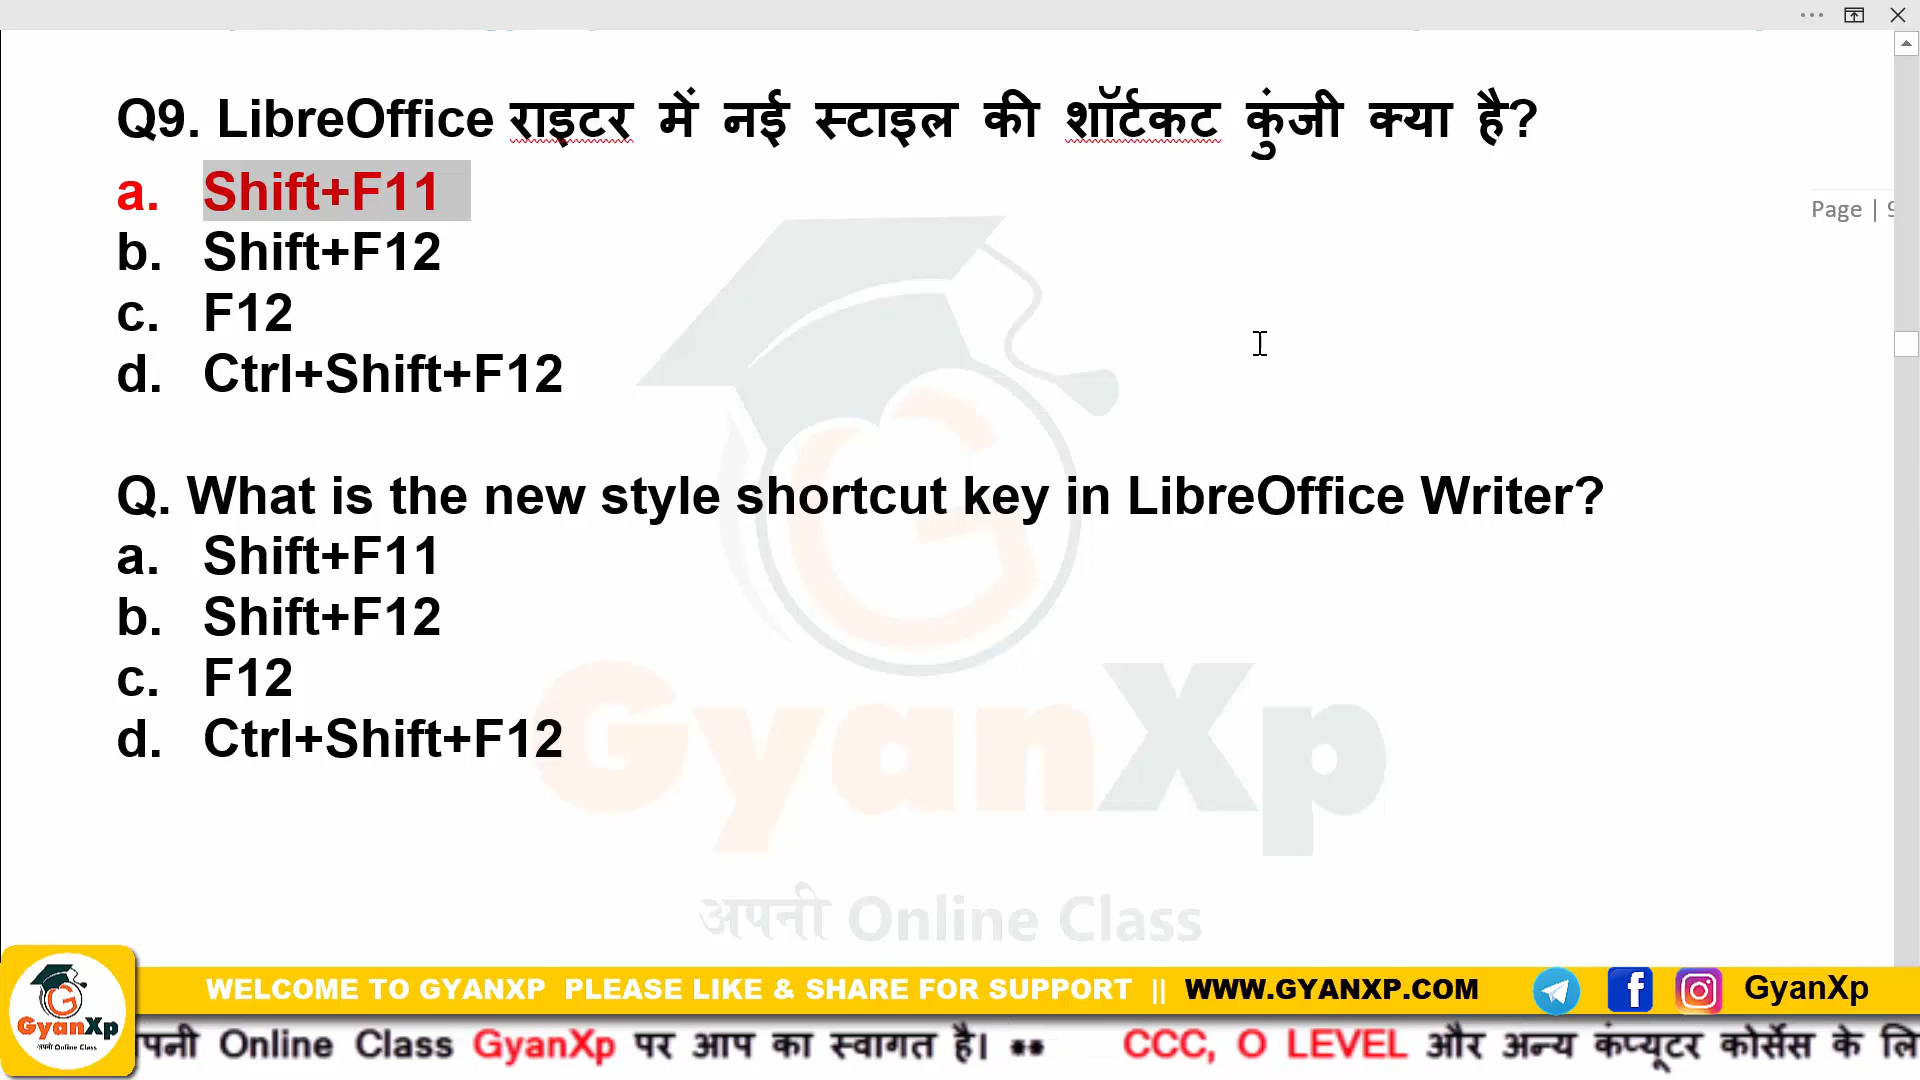 Q9. LibreOffice राइटर में नई स्टाइल की शॉर्टकट कुंजी क्या है?
a. Shift+F11
b. Shift+F12
c. F12
d. Ctrl+Shift+F12
Page |
Q. What is the new style shortcut key in LibreOffice Writer?
a. Shift+F11
b. Shift+F12
c. F12
d. Ctrl+Shift+F12
GyanXp
अपनी Online Class
WELCOME TO GYANXP PLEASE LIKE & SHARE FOR SUPPORT || WWW.GYANXP.COM GyanXp
GyanXp
अपनी Online Class
Online Class GyanXp पर आप का स्वागत है। ** CCC, O LEVEL और अन्य कंप्यूटर कोर्सेस के